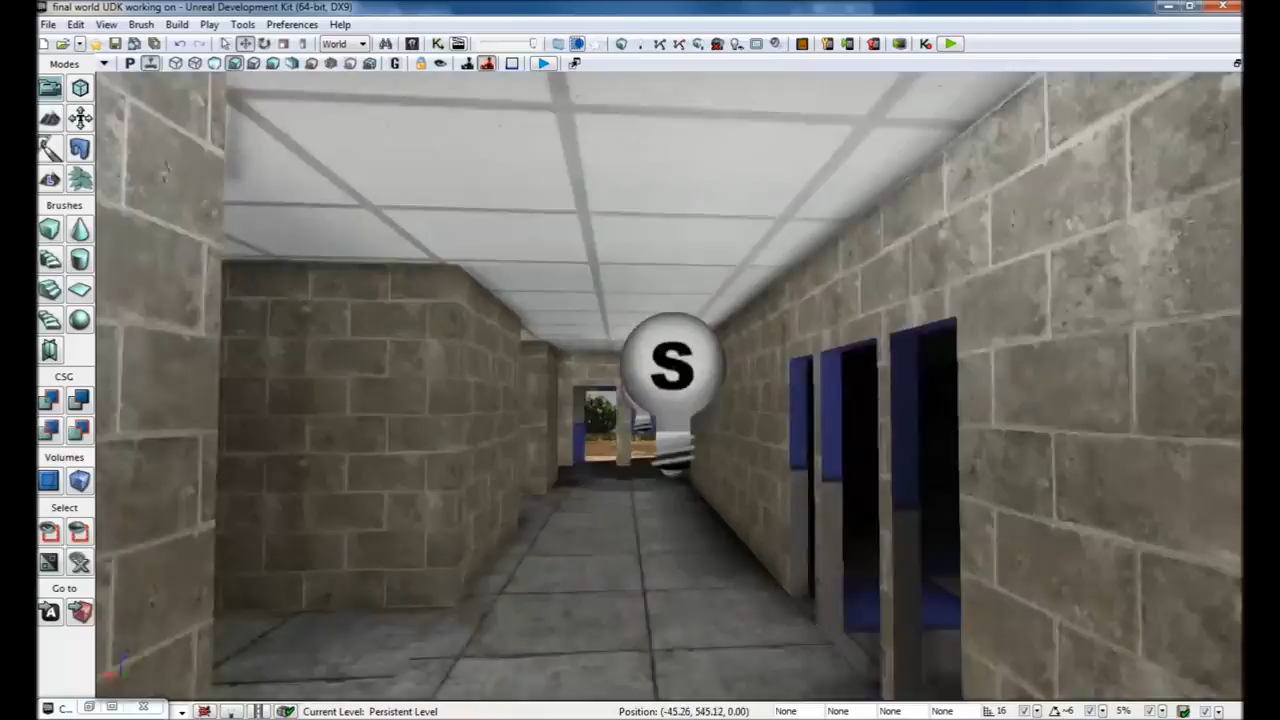 final world UDK working on - Unreal Development Kit (64-bit, DX9)
File Edit View Brush Build Play Tools Preferences Help
World
Modes
P G
Brushes
S
CSG
Volumes
Select
Go to
A
C...
Current Level: Persistent Level
Position: (-45.26, 545.12, 0.00)
None None None None
16
~6
5%